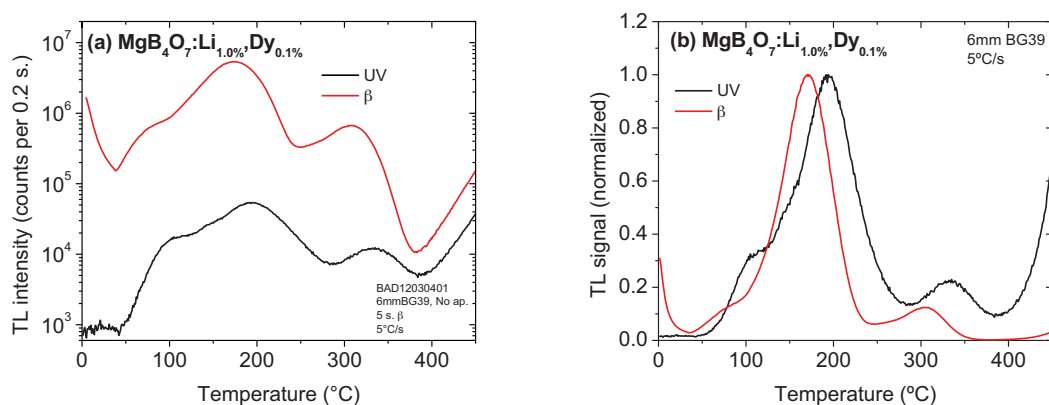 (a) MgB4O7:Li1.0%,Dy0.1%
UV
β
BAD12030401
6mmBG39, No ap.
5 s. β
5°C/s
10^7
10^6
10^5
10^4
10^3
TL intensity (counts per 0.2 s.)
0 100 200 300 400
Temperature (°C)
(b) MgB4O7:Li1.0%,Dy0.1%
6mm BG39
5ºC/s
UV
β
1.2
1.0
0.8
0.6
0.4
0.2
0.0
TL signal (normalized)
0 100 200 300 400
Temperature (ºC)